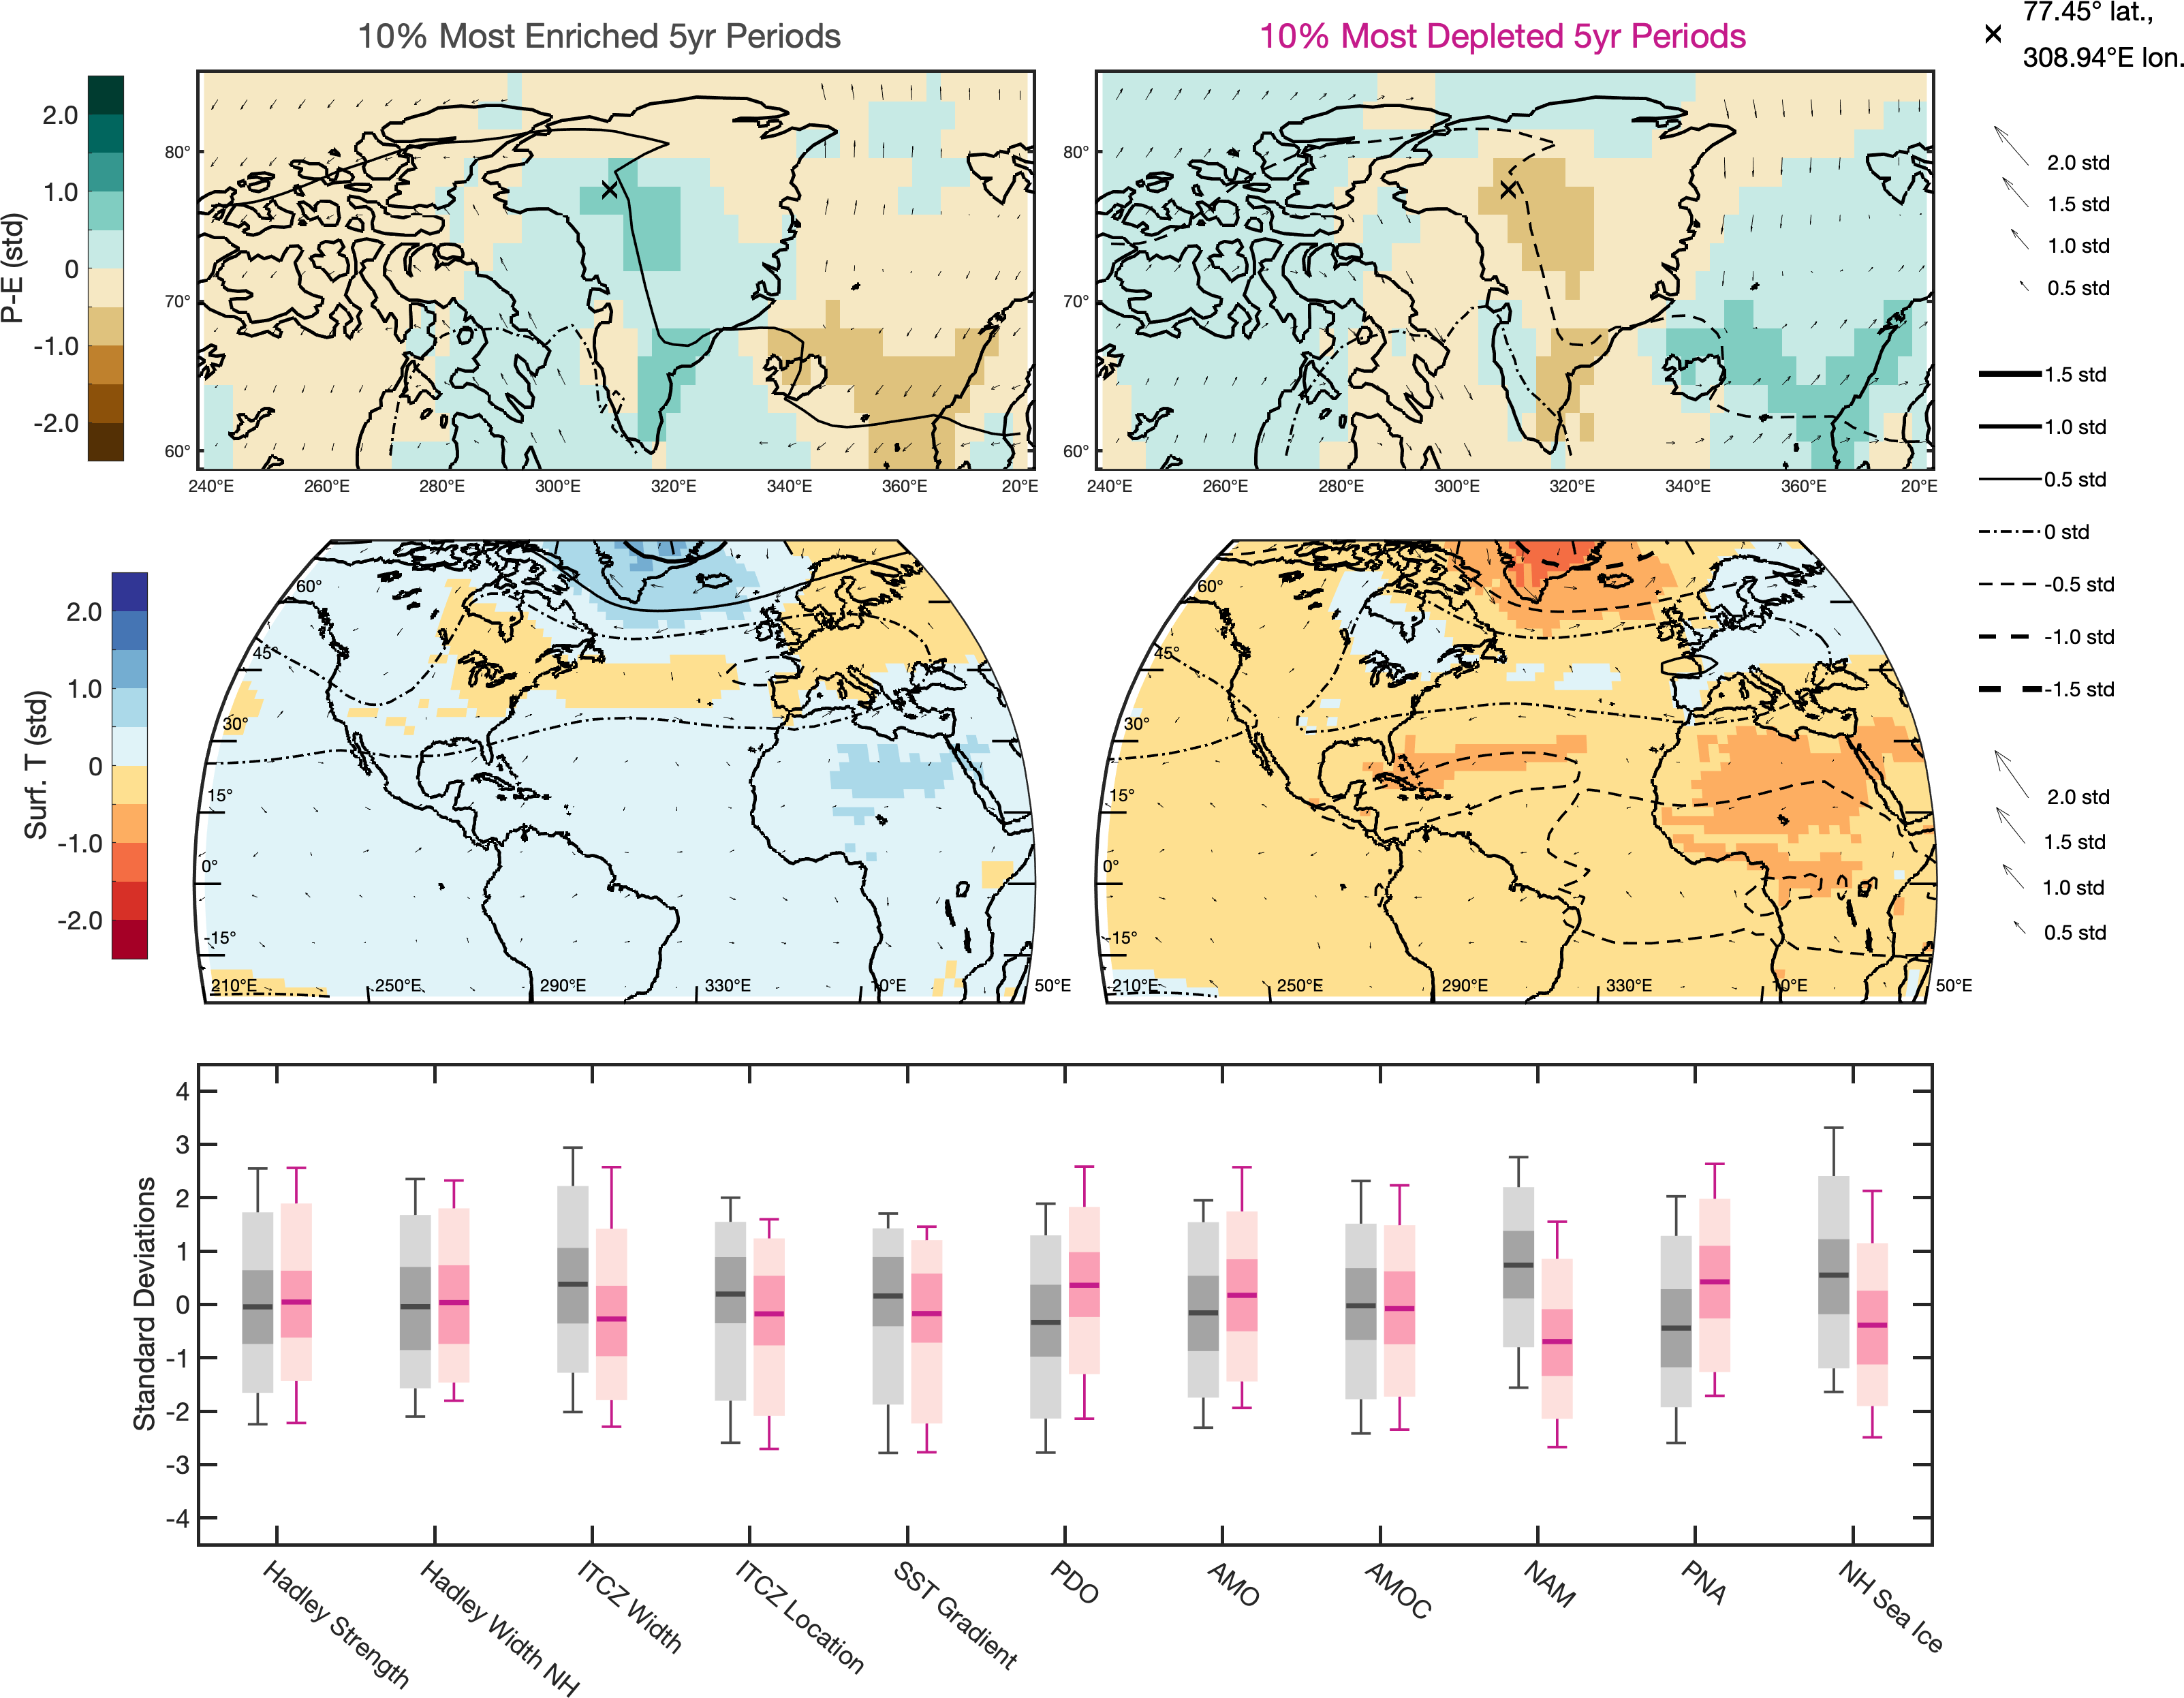 10% Most Enriched 5yr Periods
10% Most Depleted 5yr Periods
77.45° lat.,
308.94°E lon.
P-E (std)
2.0
1.0
0
-1.0
-2.0
80°
70°
60°
240°E 260°E 280°E 300°E 320°E 340°E 360°E 20°E
80°
70°
60°
240°E 260°E 280°E 300°E 320°E 340°E 360°E 20°E
2.0 std
1.5 std
1.0 std
0.5 std
1.5 std
1.0 std
0.5 std
0 std
-0.5 std
-1.0 std
-1.5 std
2.0 std
1.5 std
1.0 std
0.5 std
Surf. T (std)
2.0
1.0
0
-1.0
-2.0
60°
45°
30°
15°
0°
-15°
210°E 250°E 290°E 330°E 10°E 50°E
60°
45°
30°
15°
0°
-15°
210°E 250°E 290°E 330°E 10°E 50°E
Standard Deviations
4
3
2
1
0
-1
-2
-3
-4
Hadley Strength
Hadley Width NH
ITCZ Width
ITCZ Location
SST Gradient
PDO
AMO
AMOC
NAM
PNA
NH Sea Ice